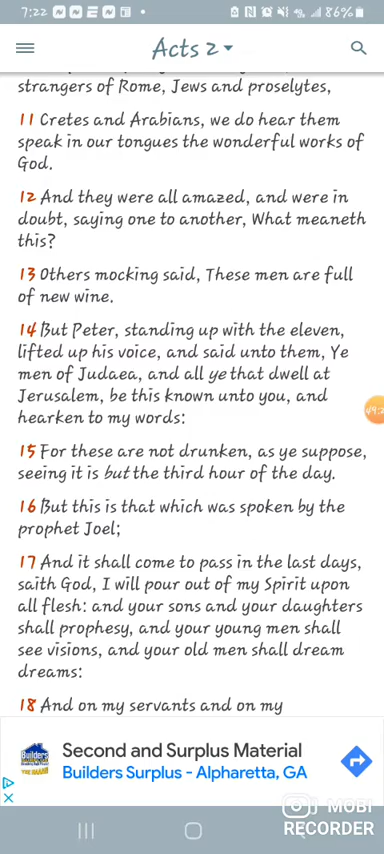 7:22
86%
Acts 2
strangers of Rome, Jews and proselytes,
11 Cretes and Arabians, we do hear them
speak in our tongues the wonderful works of
God.
12 And they were all amazed, and were in
doubt, saying one to another, What meaneth
this?
13 Others mocking said, These men are full
of new wine.
14 But Peter, standing up with the eleven,
lifted up his voice, and said unto them, Ye
men of Judaea, and all ye that dwell at
Jerusalem, be this known unto you, and
hearken to my words:
15 For these are not drunken, as ye suppose,
seeing it is but the third hour of the day.
16 But this is that which was spoken by the
prophet Joel;
17 And it shall come to pass in the last days,
saith God, I will pour out of my Spirit upon
all flesh: and your sons and your daughters
shall prophesy, and your young men shall
see visions, and your old men shall dream
dreams:
18 And on my servants and on my
Builders
Second and Surplus Material
Builders Surplus - Alpharetta, GA
MOBI
RECORDER